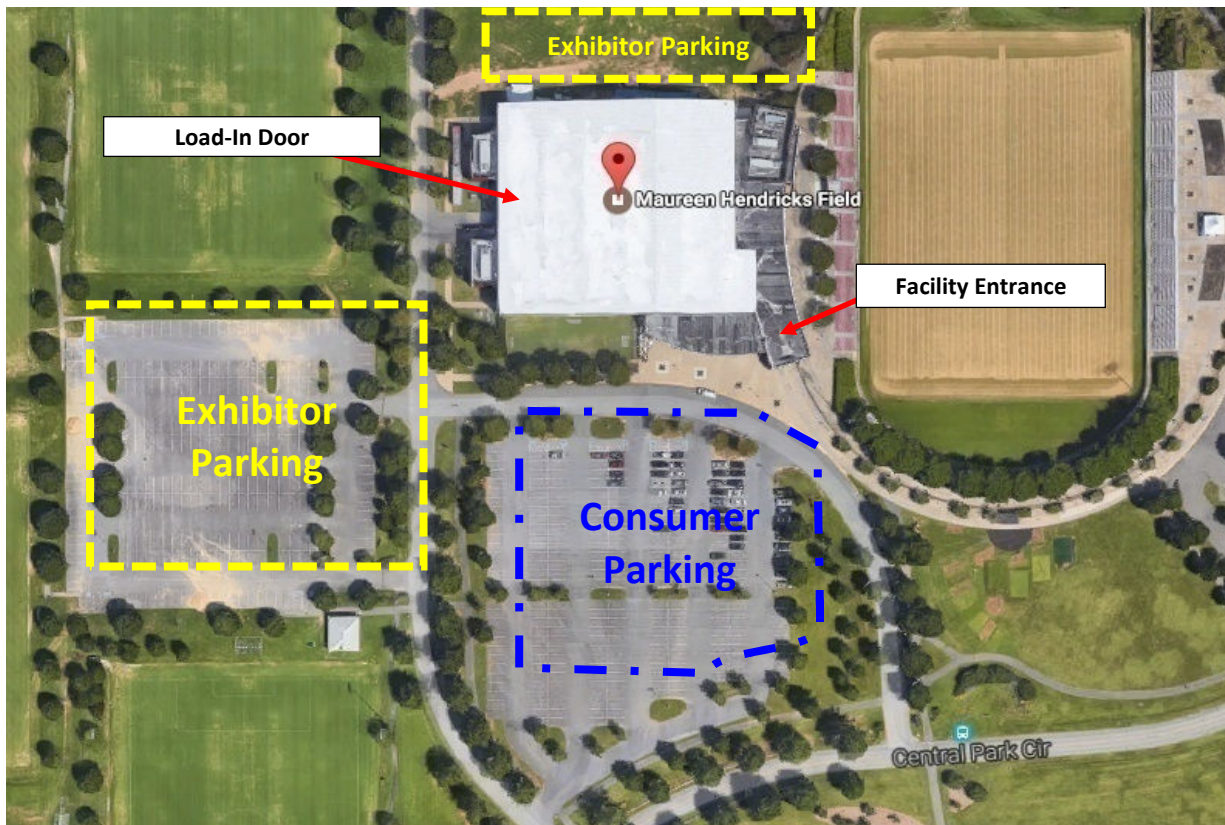 Exhibitor Parking
Load-In Door
Maureen Hendricks Field
Facility Entrance
Exhibitor
Parking
Consumer
Parking
Central Park Cir